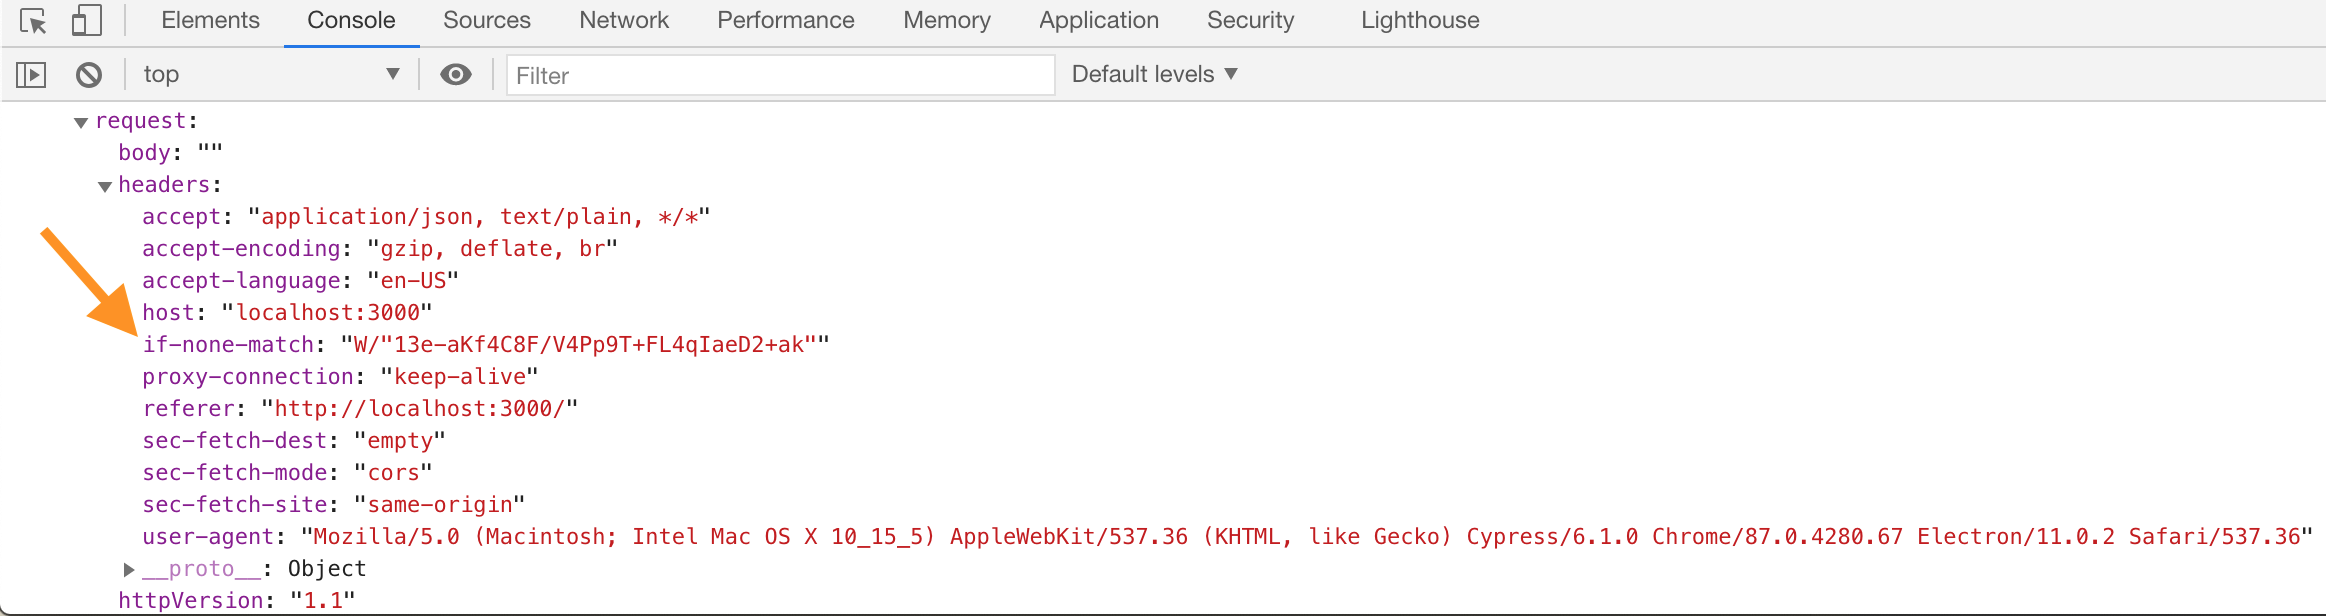 Elements Console Sources Network Performance Memory Application Security Lighthouse
top Filter Default levels
request:
body: ""
headers:
accept: "application/json, text/plain, */*"
accept-encoding: "gzip, deflate, br"
accept-language: "en-US"
host: "localhost:3000"
if-none-match: "W/"13e-aKf4C8F/V4Pp9T+FL4qIaeD2+ak""
proxy-connection: "keep-alive"
referer: "http://localhost:3000/"
sec-fetch-dest: "empty"
sec-fetch-mode: "cors"
sec-fetch-site: "same-origin"
user-agent: "Mozilla/5.0 (Macintosh; Intel Mac OS X 10_15_5) AppleWebKit/537.36 (KHTML, like Gecko) Cypress/6.1.0 Chrome/87.0.4280.67 Electron/11.0.2 Safari/537.36"
__proto__: Object
httpVersion: "1.1"